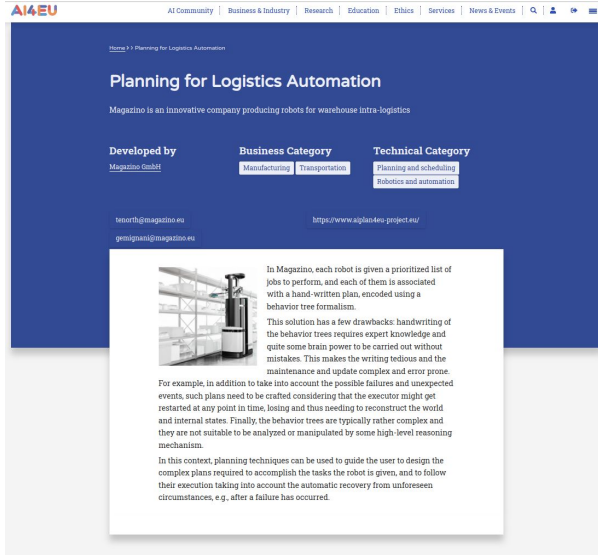 AI4EU
AI Community Business & Industry Research Education Ethics Services News & Events
Home > > Planning for Logistics Automation
Planning for Logistics Automation
Magazino is an innovative company producing robots for warehouse intra-logistics
Developed by
Magazino GmbH
Business Category
Manufacturing Transportation
Technical Category
Planning and scheduling
Robotics and automation
tenorth@magazino.eu
gemignani@magazino.eu
https://www.aiplan4eu-project.eu/
In Magazino, each robot is given a prioritized list of
jobs to perform, and each of them is associated
with a hand-written plan, encoded using a
behavior tree formalism.
This solution has a few drawbacks: handwriting of
the behavior trees requires expert knowledge and
quite some brain power to be carried out without
mistakes. This makes the writing tedious and the
maintenance and update complex and error prone.
For example, in addition to take into account the possible failures and unexpected
events, such plans need to be crafted considering that the executor might get
restarted at any point in time, losing and thus needing to reconstruct the world
and internal states. Finally, the behavior trees are typically rather complex and
they are not suitable to be analyzed or manipulated by some high-level reasoning
mechanism.
In this context, planning techniques can be used to guide the user to design the
complex plans required to accomplish the tasks the robot is given, and to follow
their execution taking into account the automatic recovery from unforeseen
circumstances, e.g., after a failure has occurred.